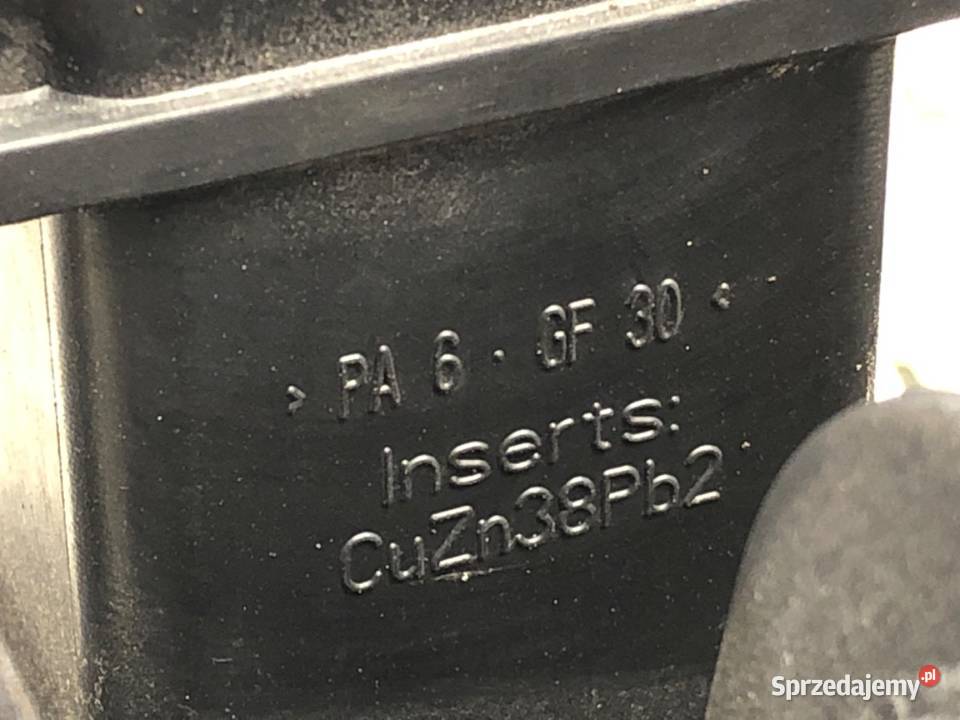 > PA 6 · GF 30 <
Inserts:
CuZn38Pb2
Sprzedajemy.pl